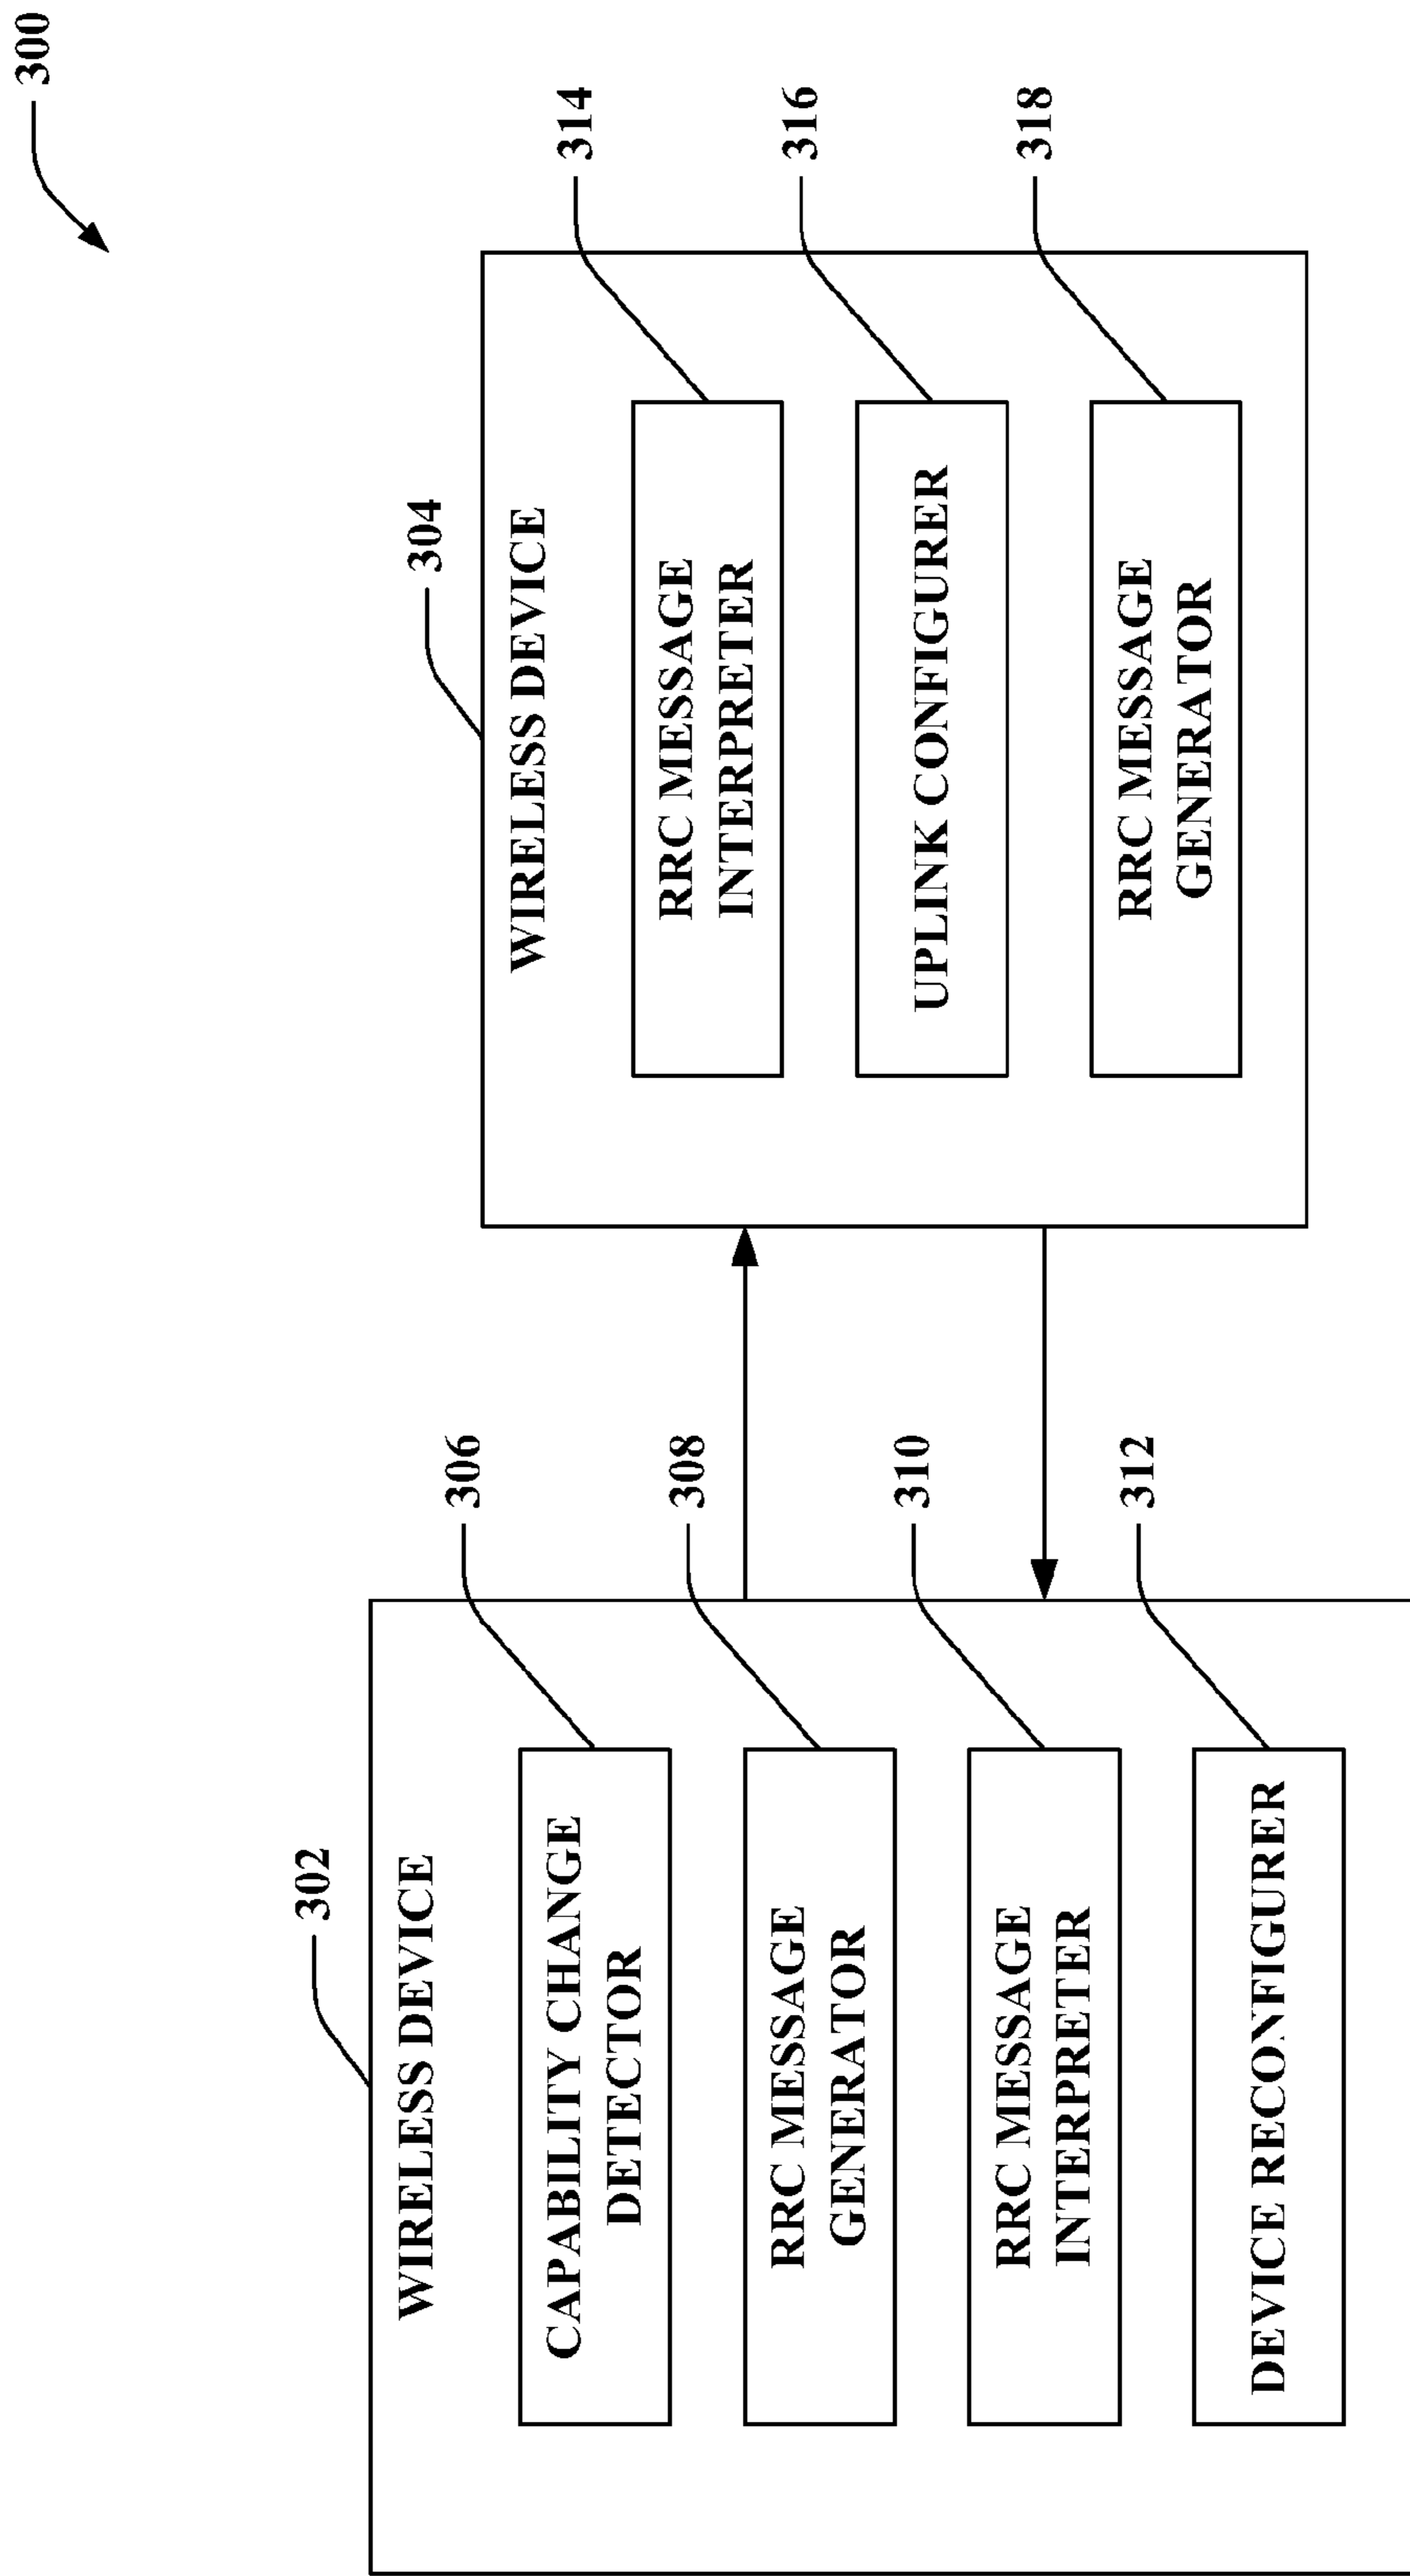 300
302
WIRELESS DEVICE
306
CAPABILITY CHANGE
DETECTOR
308
RRC MESSAGE
GENERATOR
310
RRC MESSAGE
INTERPRETER
312
DEVICE RECONFIGURER
304
WIRELESS DEVICE
314
RRC MESSAGE
INTERPRETER
316
UPLINK CONFIGURER
318
RRC MESSAGE
GENERATOR